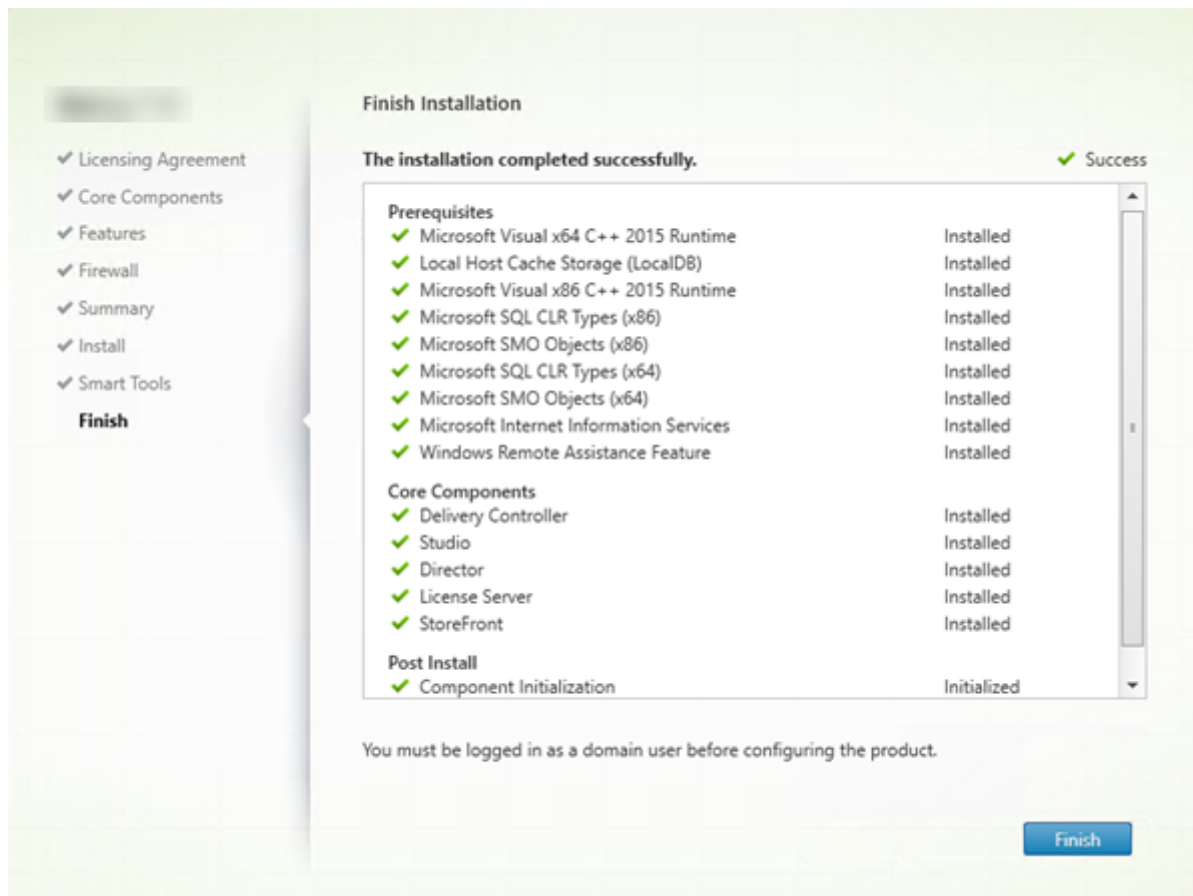 Finish Installation
Licensing Agreement
Core Components
Features
Firewall
Summary
Install
Smart Tools
Finish
The installation completed successfully. Success
Prerequisites
Microsoft Visual x64 C++ 2015 Runtime Installed
Local Host Cache Storage (LocalDB) Installed
Microsoft Visual x86 C++ 2015 Runtime Installed
Microsoft SQL CLR Types (x86) Installed
Microsoft SMO Objects (x86) Installed
Microsoft SQL CLR Types (x64) Installed
Microsoft SMO Objects (x64) Installed
Microsoft Internet Information Services Installed
Windows Remote Assistance Feature Installed
Core Components
Delivery Controller Installed
Studio Installed
Director Installed
License Server Installed
StoreFront Installed
Post Install
Component Initialization Initialized
You must be logged in as a domain user before configuring the product.
Finish